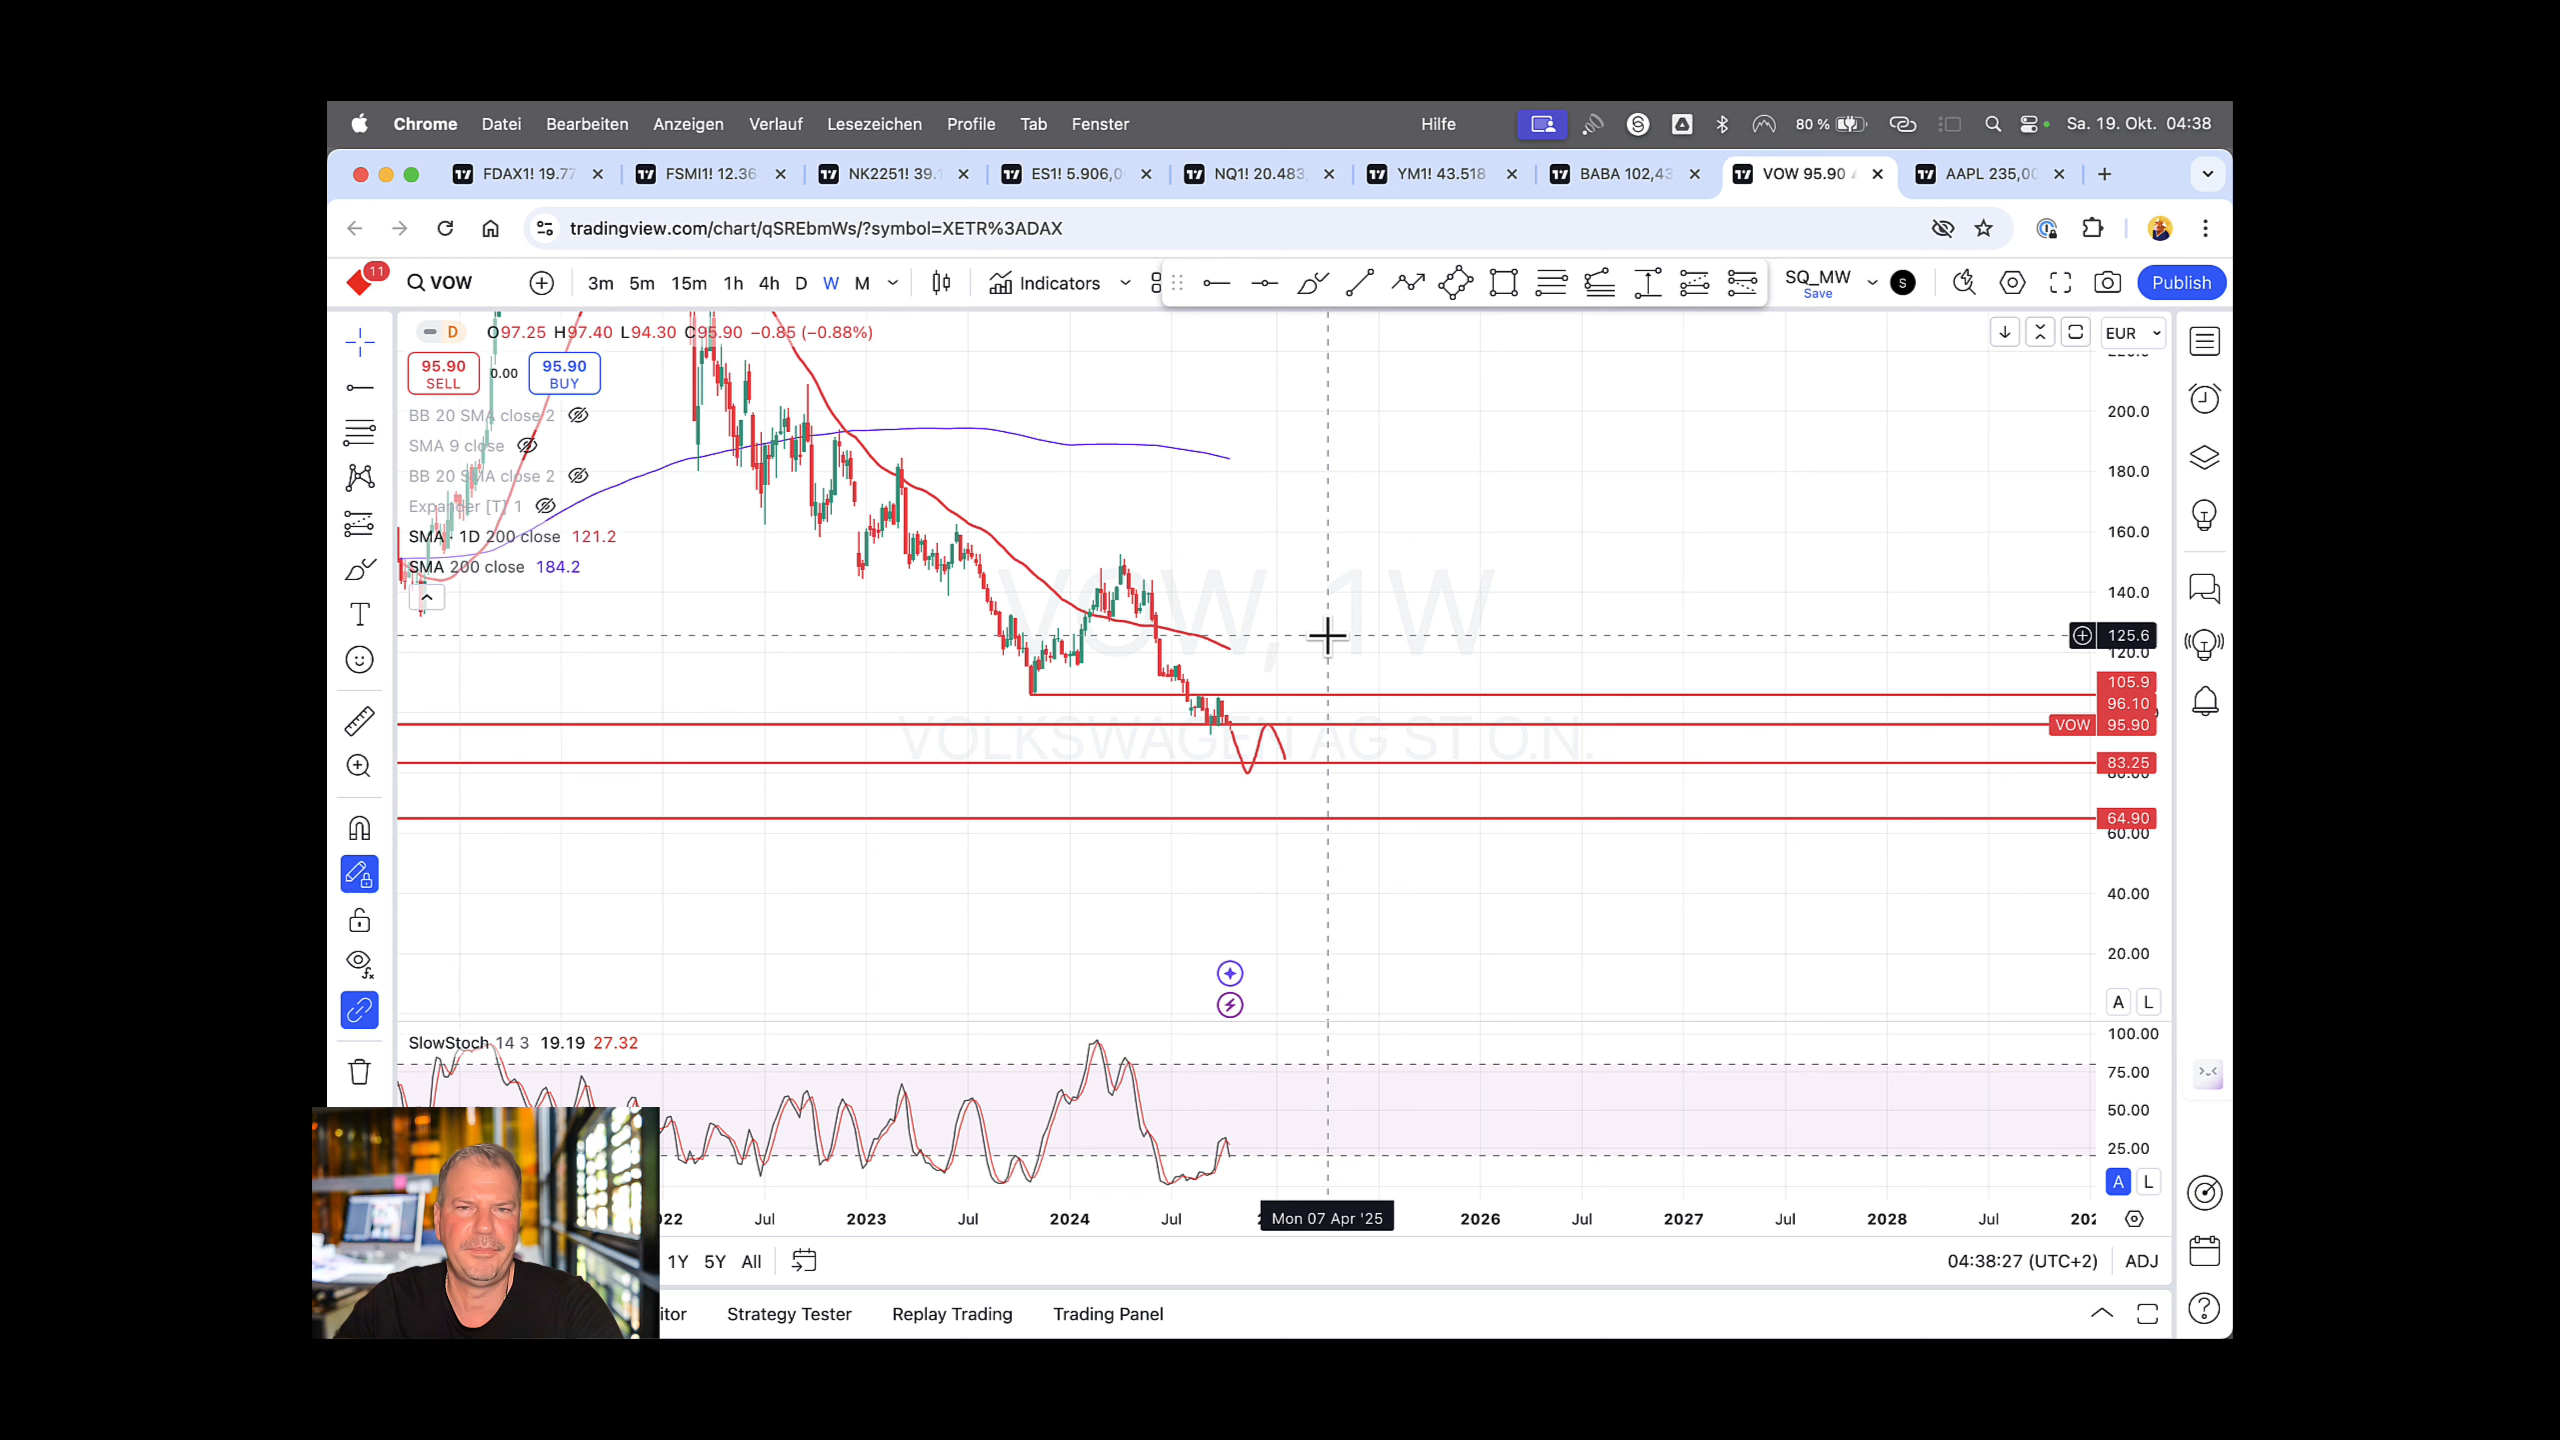 Chrome Datei Bearbeiten Anzeigen Verlauf Lesezeichen Profile Tab Fenster Hilfe 80 % Sa. 19. Okt. 04:38
FDAX1! 19.77 FSMI1! 12.36 NK2251! 39.1 ES1! 5.906,0 NQ1! 20.483, YM1! 43.518 BABA 102,43 VOW 95.90 AAPL 235,00
tradingview.com/chart/qSREbmWs/?symbol=XETR%3ADAX
11 VOW 3m 5m 15m 1h 4h D W M Indicators SQ_MW S Publish
Save
D O97.25 H97.40 L94.30 C95.90 −0.85 (−0.88%) EUR
95.90 0.00 95.90
SELL BUY
BB 20 SMA close 2
SMA 9 close
BB 20 SMA close 2
Expander [T] 1
SMA · 1D 200 close 121.2
SMA 200 close 184.2
VOW, 1W
VOLKSWAGEN AG ST O.N.
200.0
180.0
160.0
140.0
125.6
120.0
105.9
96.10
VOW 95.90
83.25
80.00
64.90
60.00
40.00
20.00
A L
SlowStoch 14 3 19.19 27.32
100.00
75.00
50.00
25.00
A L
22 Jul 2023 Jul 2024 Jul Mon 07 Apr '25 2026 Jul 2027 Jul 2028 Jul 202
1Y 5Y All 04:38:27 (UTC+2) ADJ
itor Strategy Tester Replay Trading Trading Panel